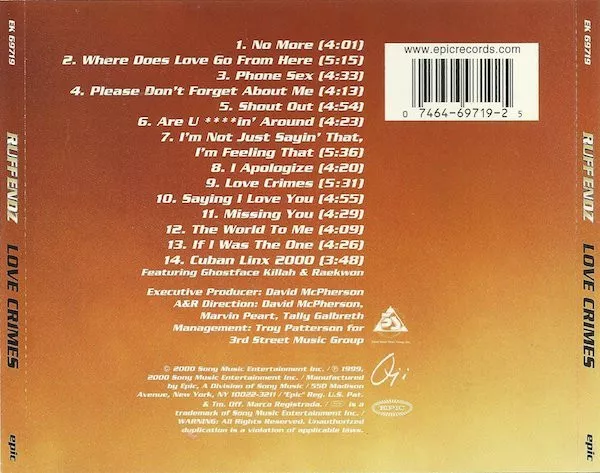 EK 69719
RUFF ENDZ
LOVE CRIMES
epic
1. No More (4:01)
2. Where Does Love Go From Here (5:15)
3. Phone Sex (4:33)
4. Please Don't Forget About Me (4:13)
5. Shout Out (4:54)
6. Are U ****in' Around (4:23)
7. I'm Not Just Sayin' That,
I'm Feeling That (5:36)
8. I Apologize (4:20)
9. Love Crimes (5:31)
10. Saying I Love You (4:55)
11. Missing You (4:29)
12. The World To Me (4:09)
13. If I Was The One (4:26)
14. Cuban Linx 2000 (3:48)
Featuring Ghostface Killah & Raekwon
Executive Producer: David McPherson
A&R Direction: David McPherson,
Marvin Peart, Tally Galbreth
Management: Troy Patterson for
3rd Street Music Group
© 2000 Sony Music Entertainment Inc. / ℗ 1999,
2000 Sony Music Entertainment Inc. / Manufactured
by Epic, A Division of Sony Music / 550 Madison
Avenue, New York, NY 10022-3211 / "Epic" Reg. U.S. Pat.
& Tm. Off. Marca Registrada. / is a
trademark of Sony Music Entertainment Inc. /
WARNING: All Rights Reserved. Unauthorized
duplication is a violation of applicable laws.
www.epicrecords.com
0 7464-69719-2 5
EPIC
EK 69719
RUFF ENDZ
LOVE CRIMES
epic